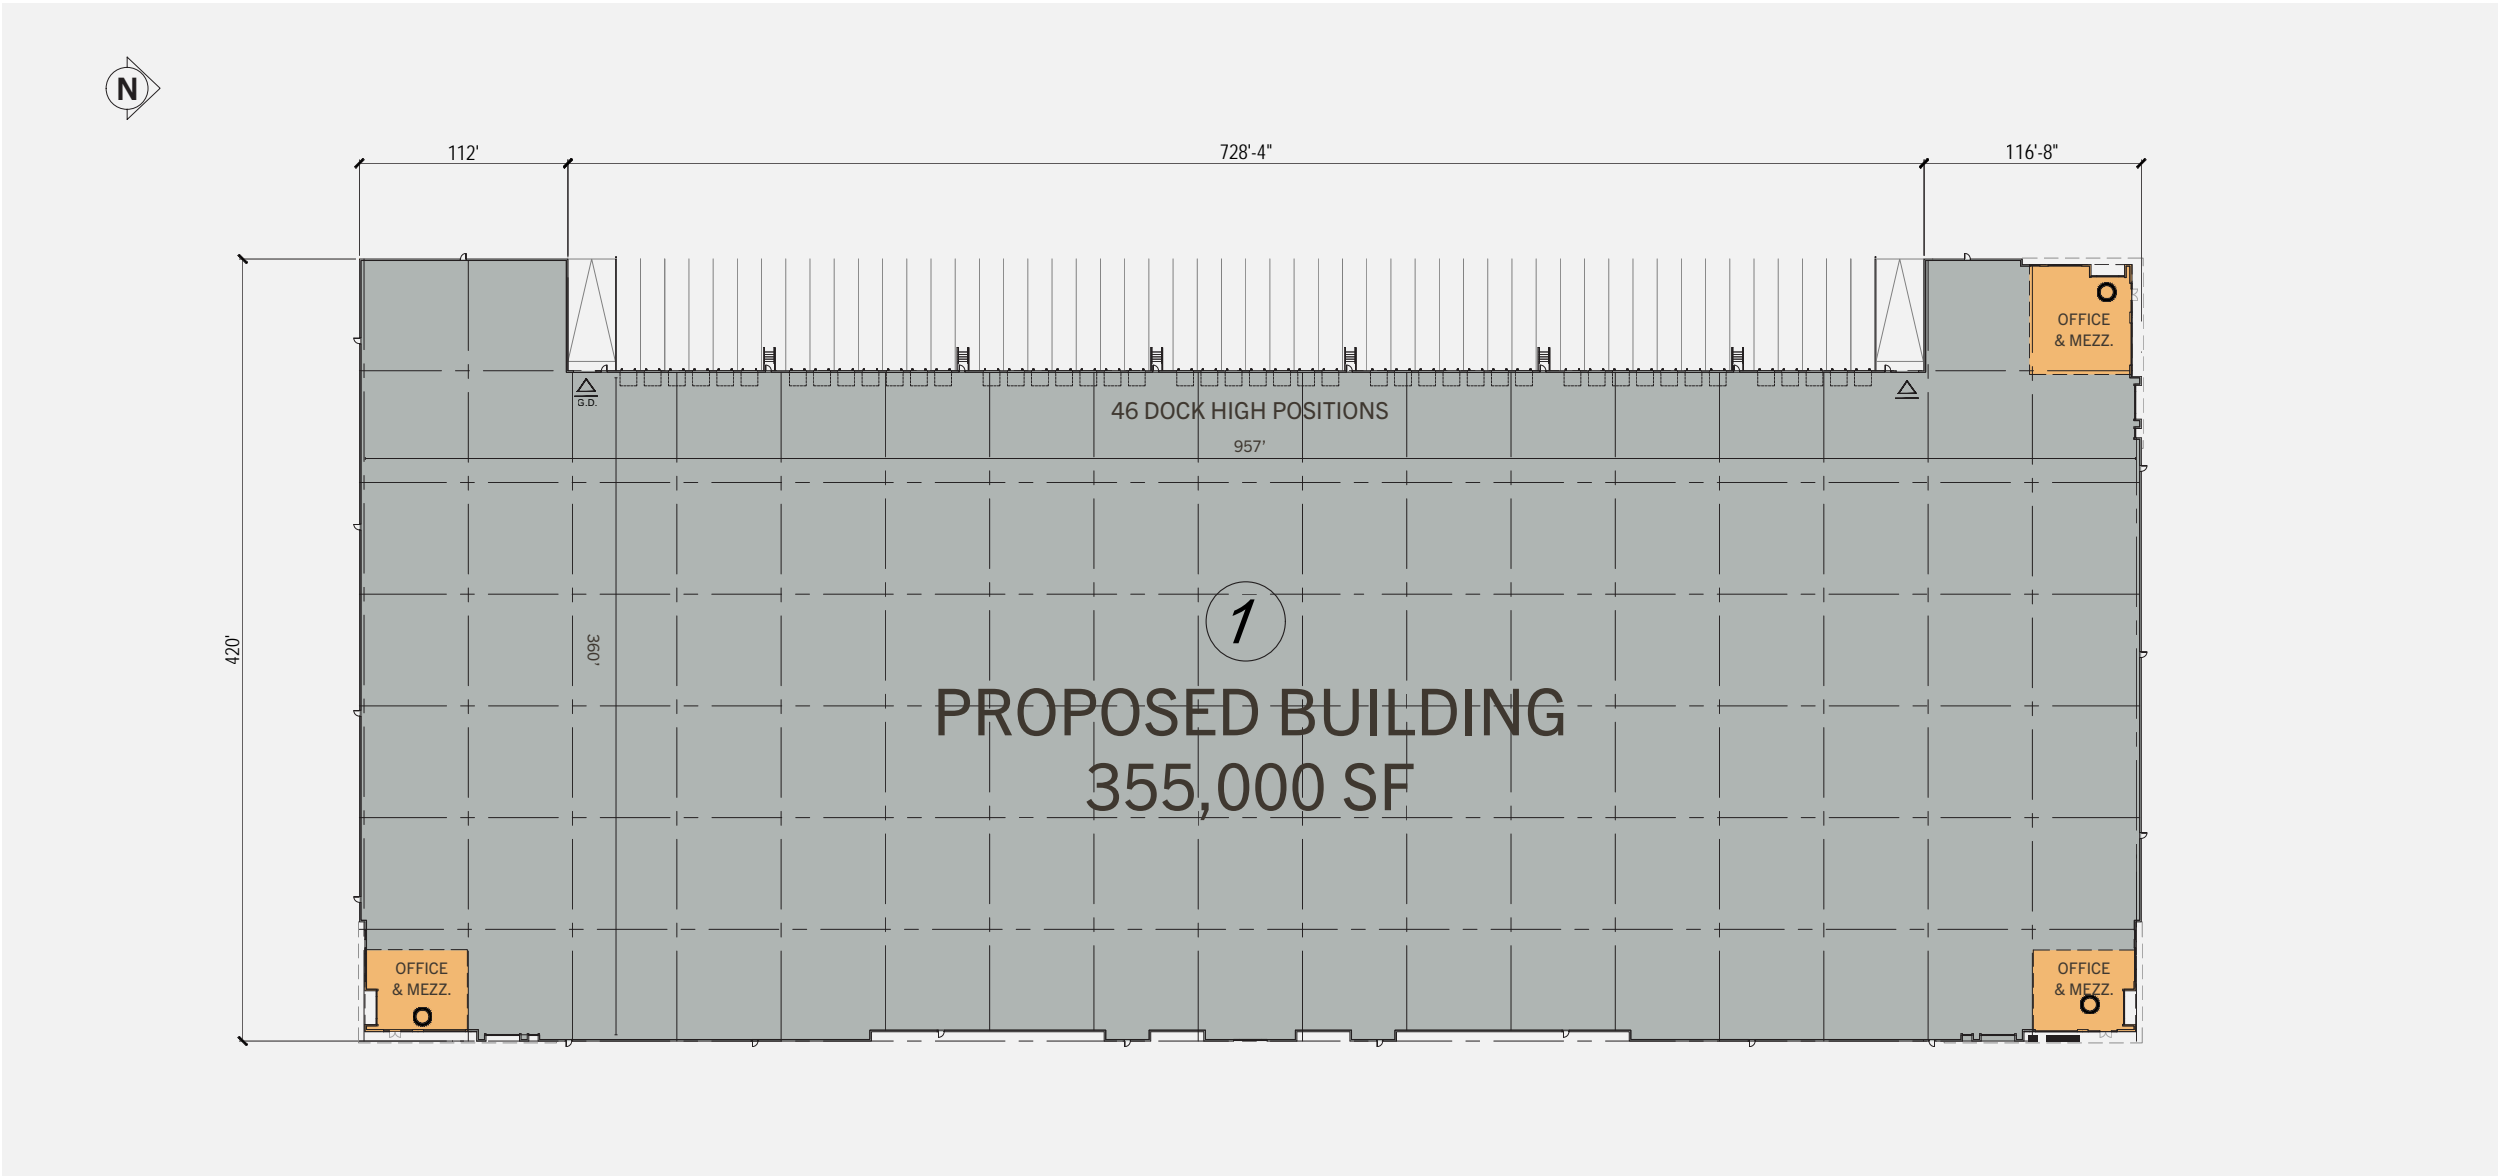 N
112'
728'-4"
116'-8"
OFFICE
& MEZZ.
G.D.
46 DOCK HIGH POSITIONS
957’
420'
360’
1
PROPOSED BUILDING
355,000 SF
OFFICE
& MEZZ.
OFFICE
& MEZZ.